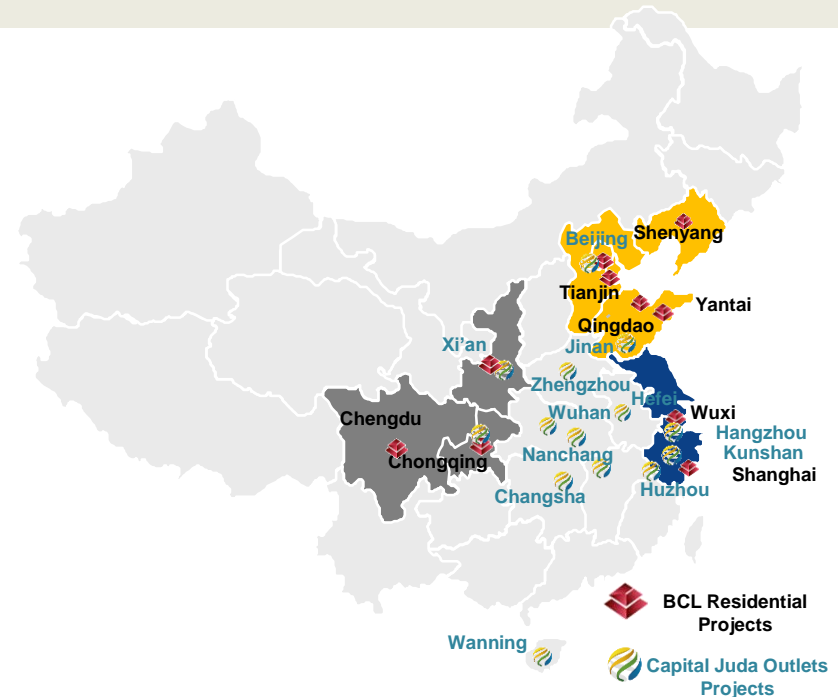 Beijing
Shenyang
Tianjin
Yantai
Qingdao
Jinan
Xi’an
Zhengzhou
Hefei
Chengdu
Wuhan
Wuxi
Hangzhou
Chongqing
Nanchang
Kunshan
Shanghai
Changsha
Huzhou
BCL Residential
Projects
Wanning
Capital Juda Outlets
Projects